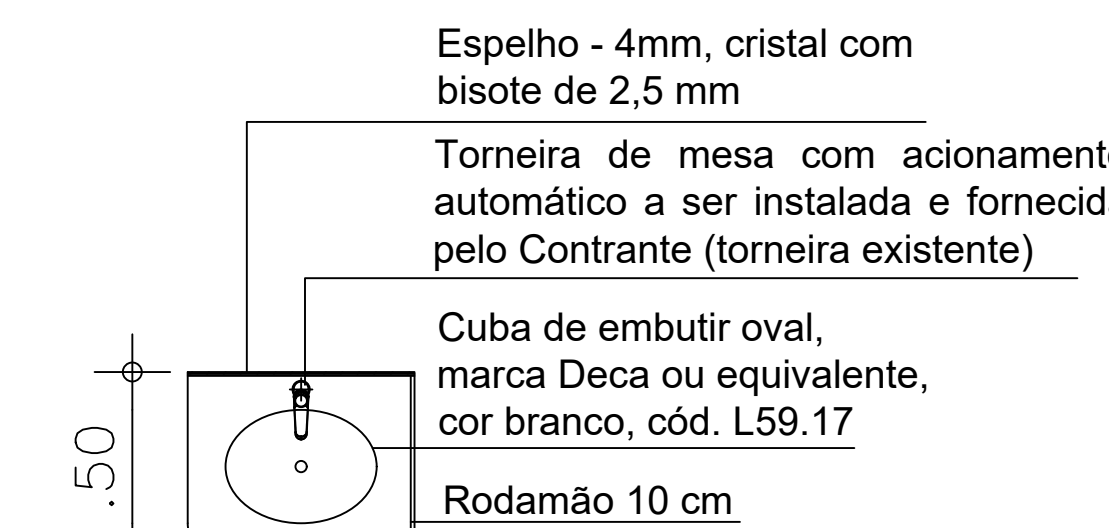 Espelho - 4mm, cristal com
bisote de 2,5 mm
Torneira de mesa com acionamento
automático a ser instalada e fornecida
pelo Contrante (torneira existente)
Cuba de embutir oval,
marca Deca ou equivalente,
cor branco, cód. L59.17
.50
Rodamão 10 cm